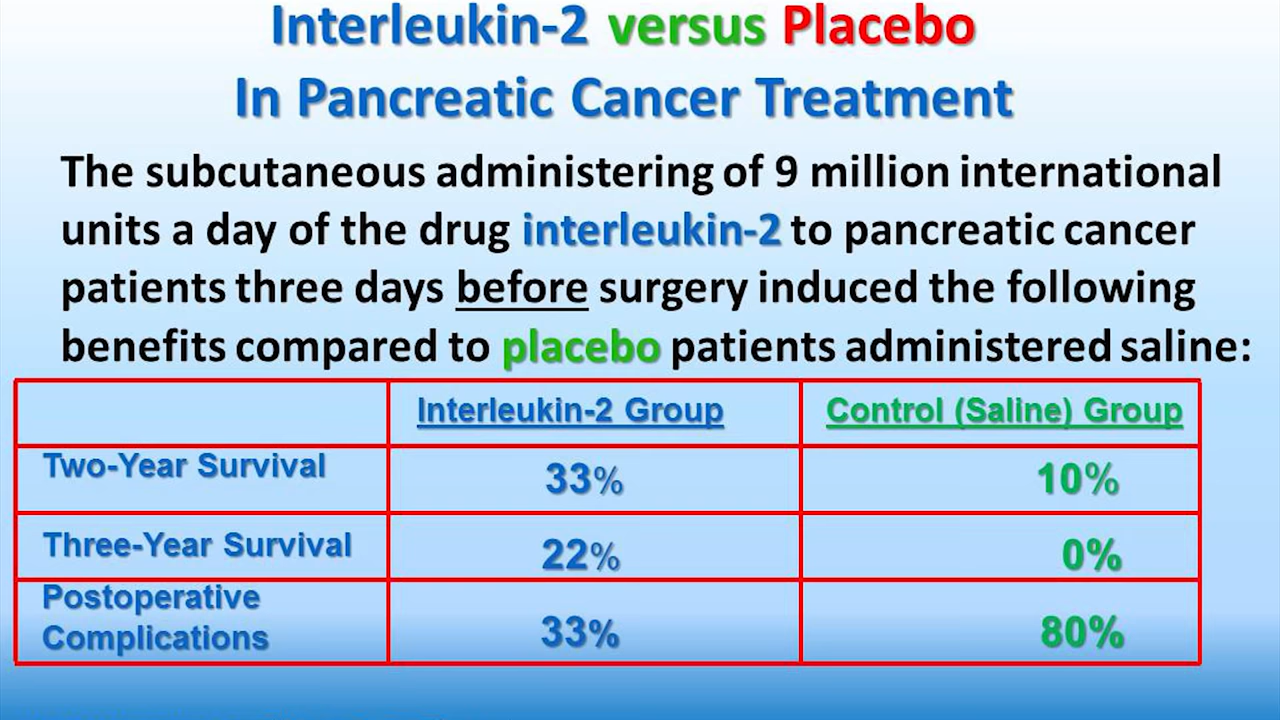 Interleukin-2 versus Placebo
In Pancreatic Cancer Treatment
The subcutaneous administering of 9 million international
units a day of the drug interleukin-2 to pancreatic cancer
patients three days before surgery induced the following
benefits compared to placebo patients administered saline:
Interleukin-2 Group Control (Saline) Group
Two-Year Survival 33% 10%
Three-Year Survival 22% 0%
Postoperative
Complications 33% 80%